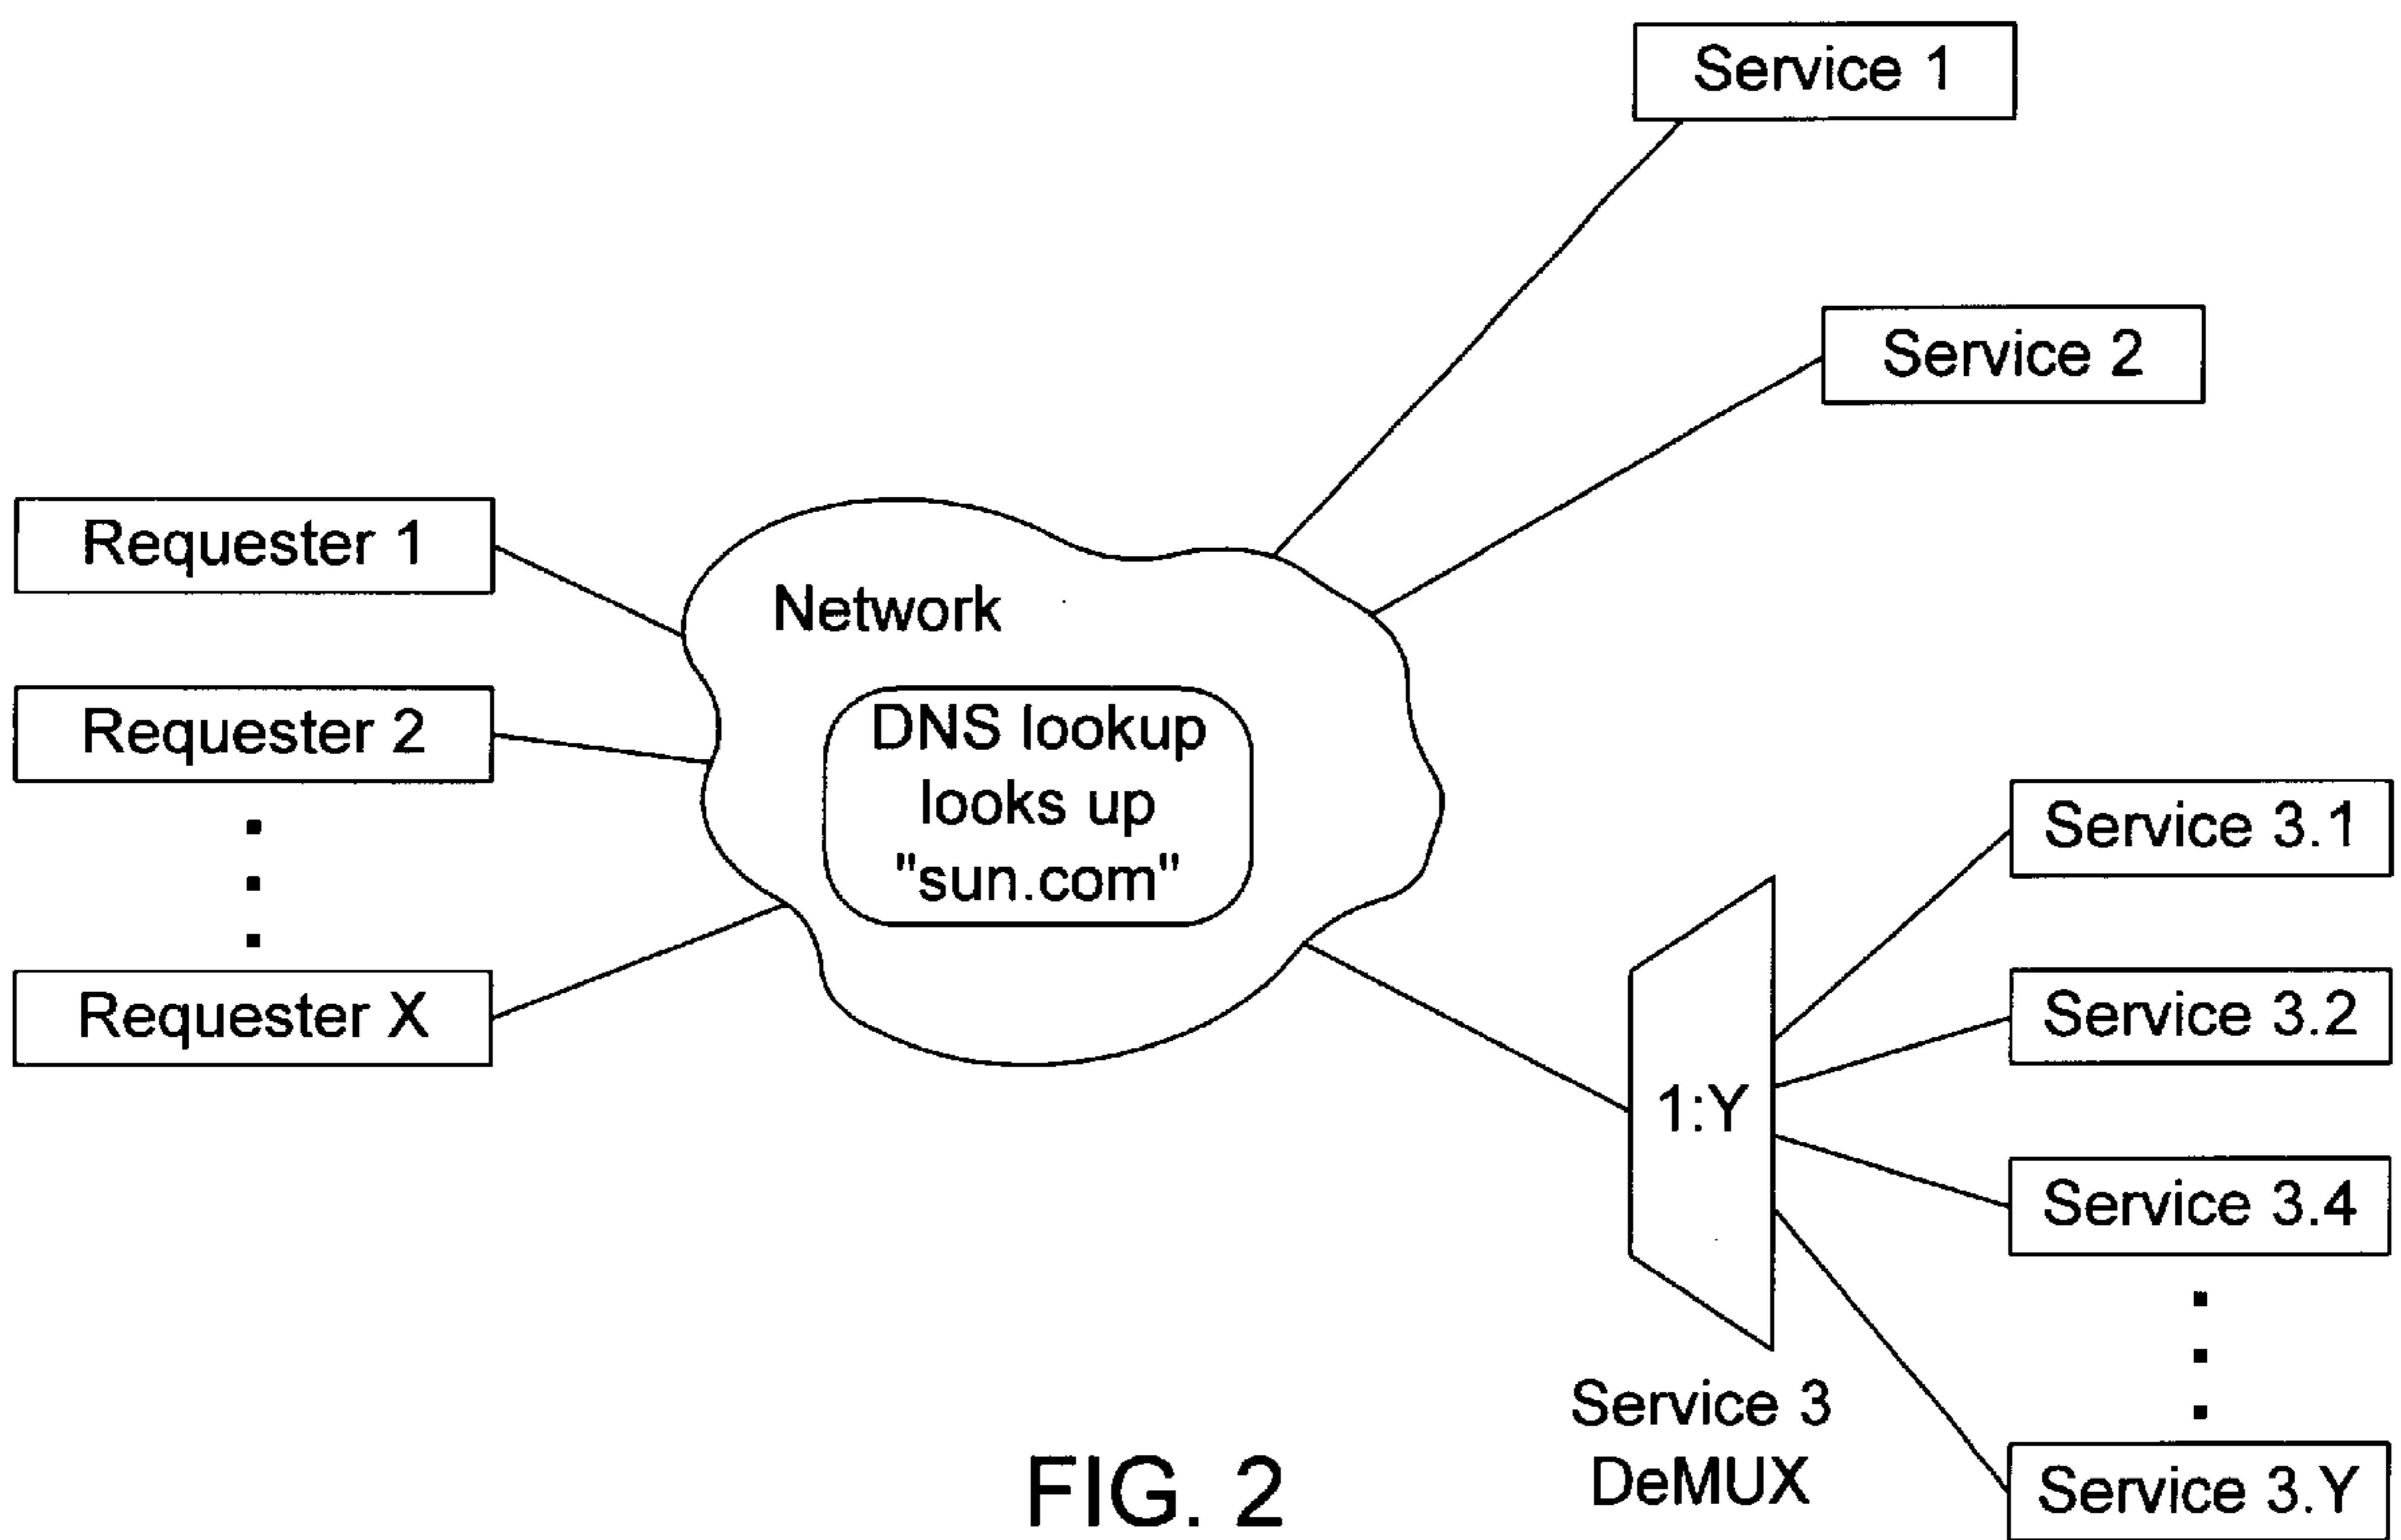 Service 1
Service 2
Requester 1
Requester 2
Requester X
Network
DNS lookup
looks up
"sun.com"
1:Y
Service 3
DeMUX
Service 3.1
Service 3.2
Service 3.4
Service 3.Y
FIG. 2